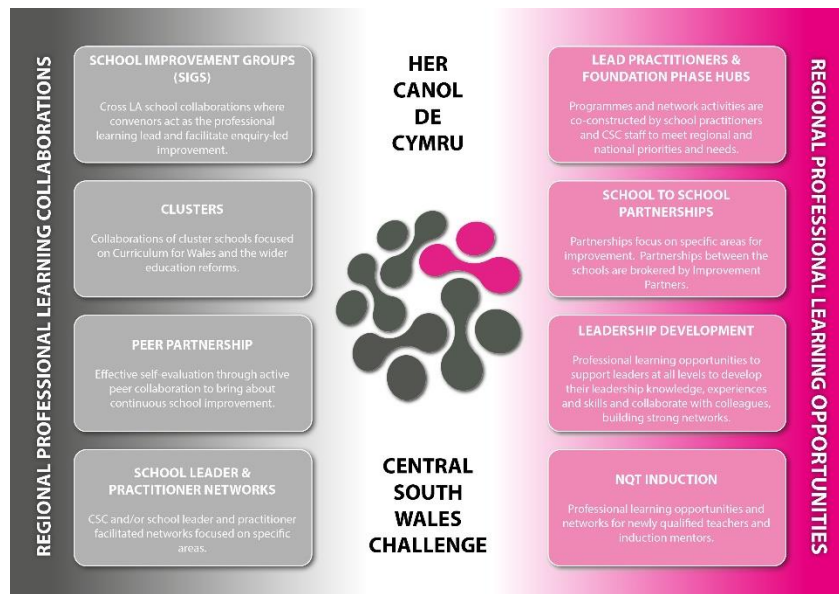 REGIONAL PROFESSIONAL LEARNING COLLABORATIONS
SCHOOL IMPROVEMENT GROUPS
(SIGS)
Cross LA school collaborations where
convenors act as the professional
learning lead and facilitate enquiry-led
improvement.
CLUSTERS
Collaborations of cluster schools focused
on Curriculum for Wales and the wider
education reforms.
PEER PARTNERSHIP
Effective self-evaluation through active
peer collaboration to bring about
continuous school improvement.
SCHOOL LEADER &
PRACTITIONER NETWORKS
CSC and/or school leader and practitioner
facilitated networks focused on specific
areas.
HER
CANOL
DE
CYMRU
CENTRAL
SOUTH
WALES
CHALLENGE
LEAD PRACTITIONERS &
FOUNDATION PHASE HUBS
Programmes and network activities are
co-constructed by school practitioners
and CSC staff to meet regional and
national priorities and needs.
SCHOOL TO SCHOOL
PARTNERSHIPS
Partnerships focus on specific areas for
improvement. Partnerships between the
schools are brokered by Improvement
Partners.
LEADERSHIP DEVELOPMENT
Professional learning opportunities to
support leaders at all levels to develop
their leadership knowledge, experiences
and skills and collaborate with colleagues,
building strong networks.
NQT INDUCTION
Professional learning opportunities and
networks for newly qualified teachers and
induction mentors.
REGIONAL PROFESSIONAL LEARNING OPPORTUNITIES